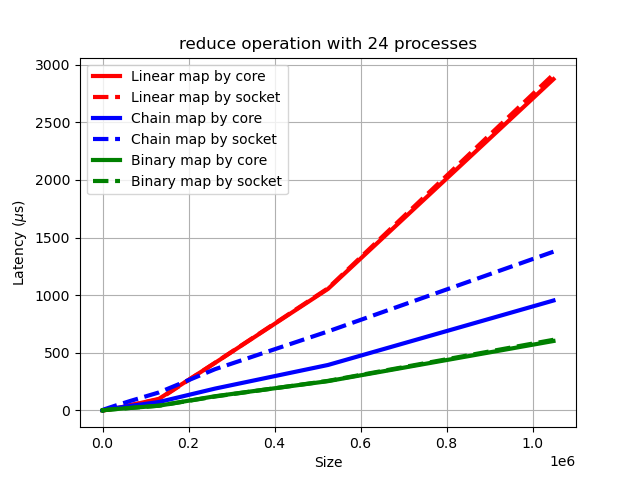 reduce operation with 24 processes
Linear map by core
Linear map by socket
Chain map by core
Chain map by socket
Binary map by core
Binary map by socket
Latency (μs)
3000
2500
2000
1500
1000
500
0
0.0 0.2 0.4 0.6 0.8 1.0
1e6
Size